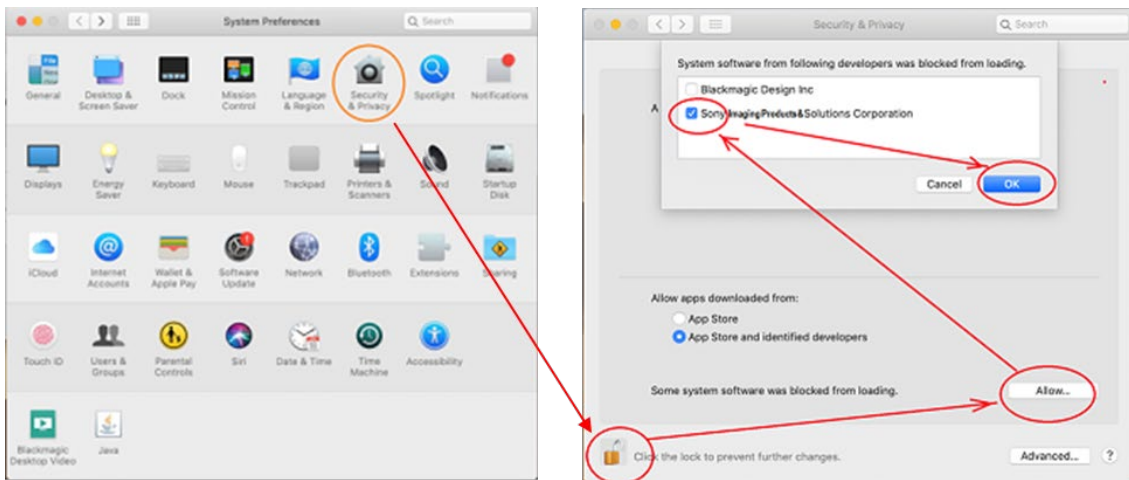 System Preferences
Search
General
Desktop &
Screen Saver
Dock
Mission
Control
Language
& Region
Security
& Privacy
Spotlight
Notifications
Displays
Energy
Saver
Keyboard
Mouse
Trackpad
Printers &
Scanners
Sound
Startup
Disk
iCloud
Internet
Accounts
Wallet &
Apple Pay
Software
Update
Network
Bluetooth
Extensions
Sharing
Touch ID
Users &
Groups
Parental
Controls
Siri
Date & Time
Time
Machine
Accessibility
Blackmagic
Desktop Video
Java
Security & Privacy
Search
System software from following developers was blocked from loading.
Blackmagic Design Inc
A
Sony Imaging Products & Solutions Corporation
Cancel
OK
Allow apps downloaded from:
App Store
App Store and identified developers
Some system software was blocked from loading.
Allow...
Click the lock to prevent further changes.
Advanced...
?